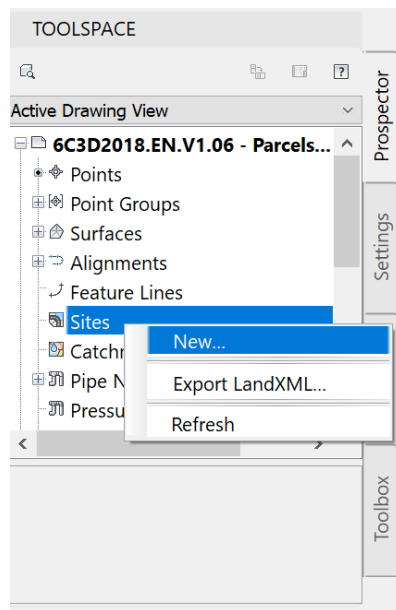 TOOLSPACE
?
Active Drawing View
6C3D2018.EN.V1.06 - Parcels...
Points
Point Groups
Surfaces
Alignments
Feature Lines
Sites
New...
Export LandXML...
Refresh
Prospector
Settings
Toolbox